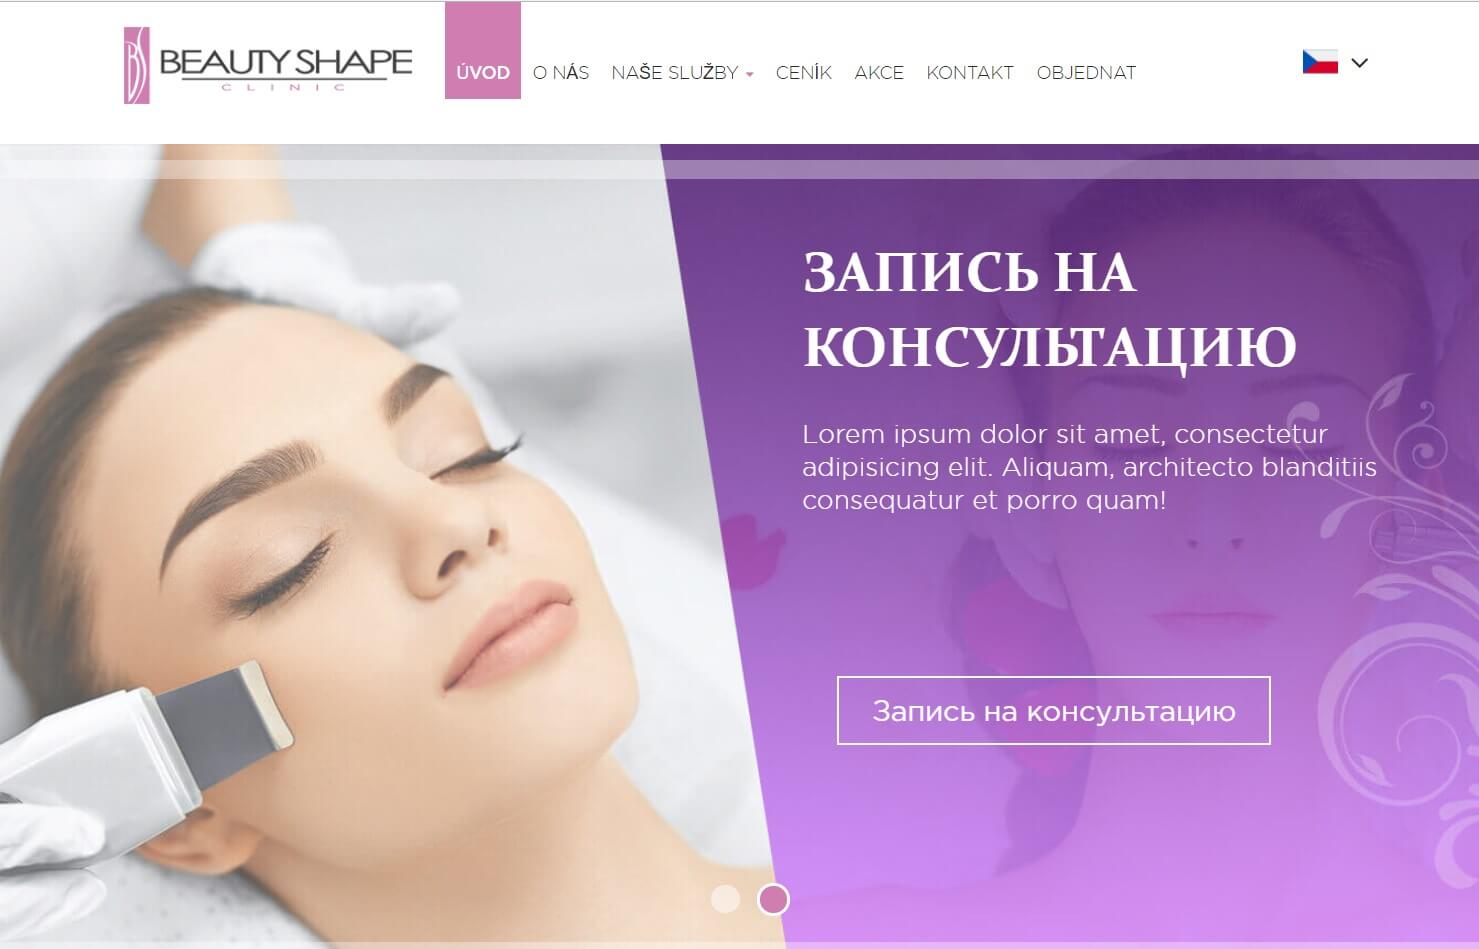 BEAUTY SHAPE
CLINIC
ÚVOD O NÁS NAŠE SLUŽBY CENÍK AKCE KONTAKT OBJEDNAT
ЗАПИСЬ НА
КОНСУЛЬТАЦИЮ
Lorem ipsum dolor sit amet, consectetur
adipisicing elit. Aliquam, architecto blanditiis
consequatur et porro quam!
Запись на консультацию